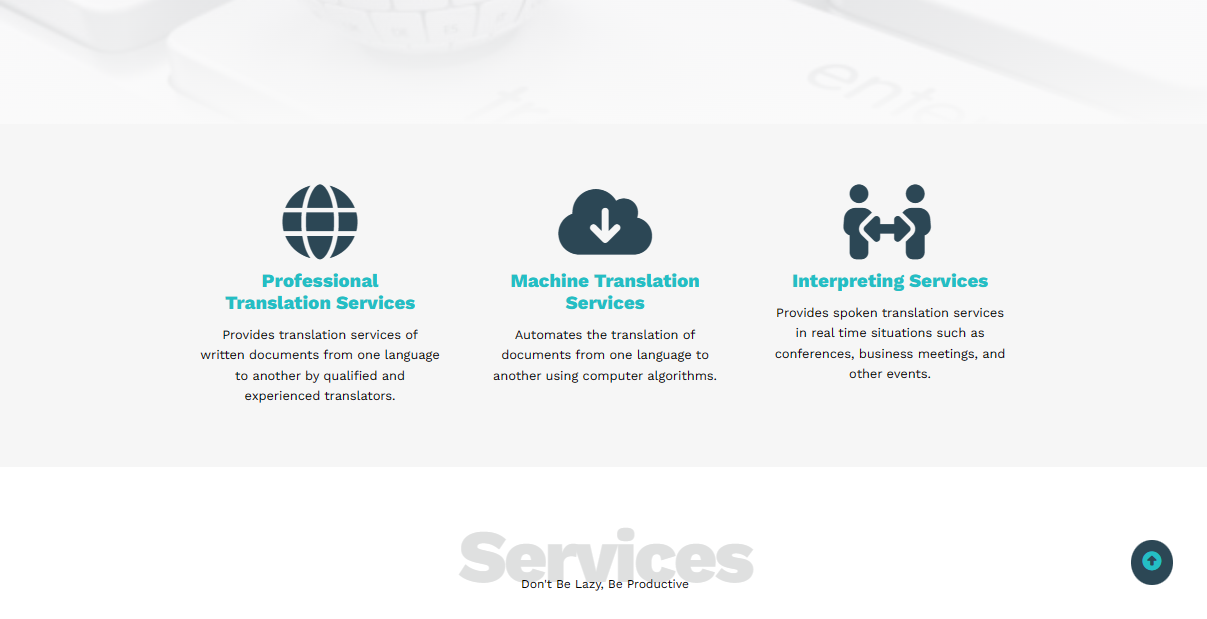 enter
Professional
Translation Services
Provides translation services of
written documents from one language
to another by qualified and
experienced translators.
Machine Translation
Services
Automates the translation of
documents from one language to
another using computer algorithms.
Interpreting Services
Provides spoken translation services
in real time situations such as
conferences, business meetings, and
other events.
Services
Don't Be Lazy, Be Productive